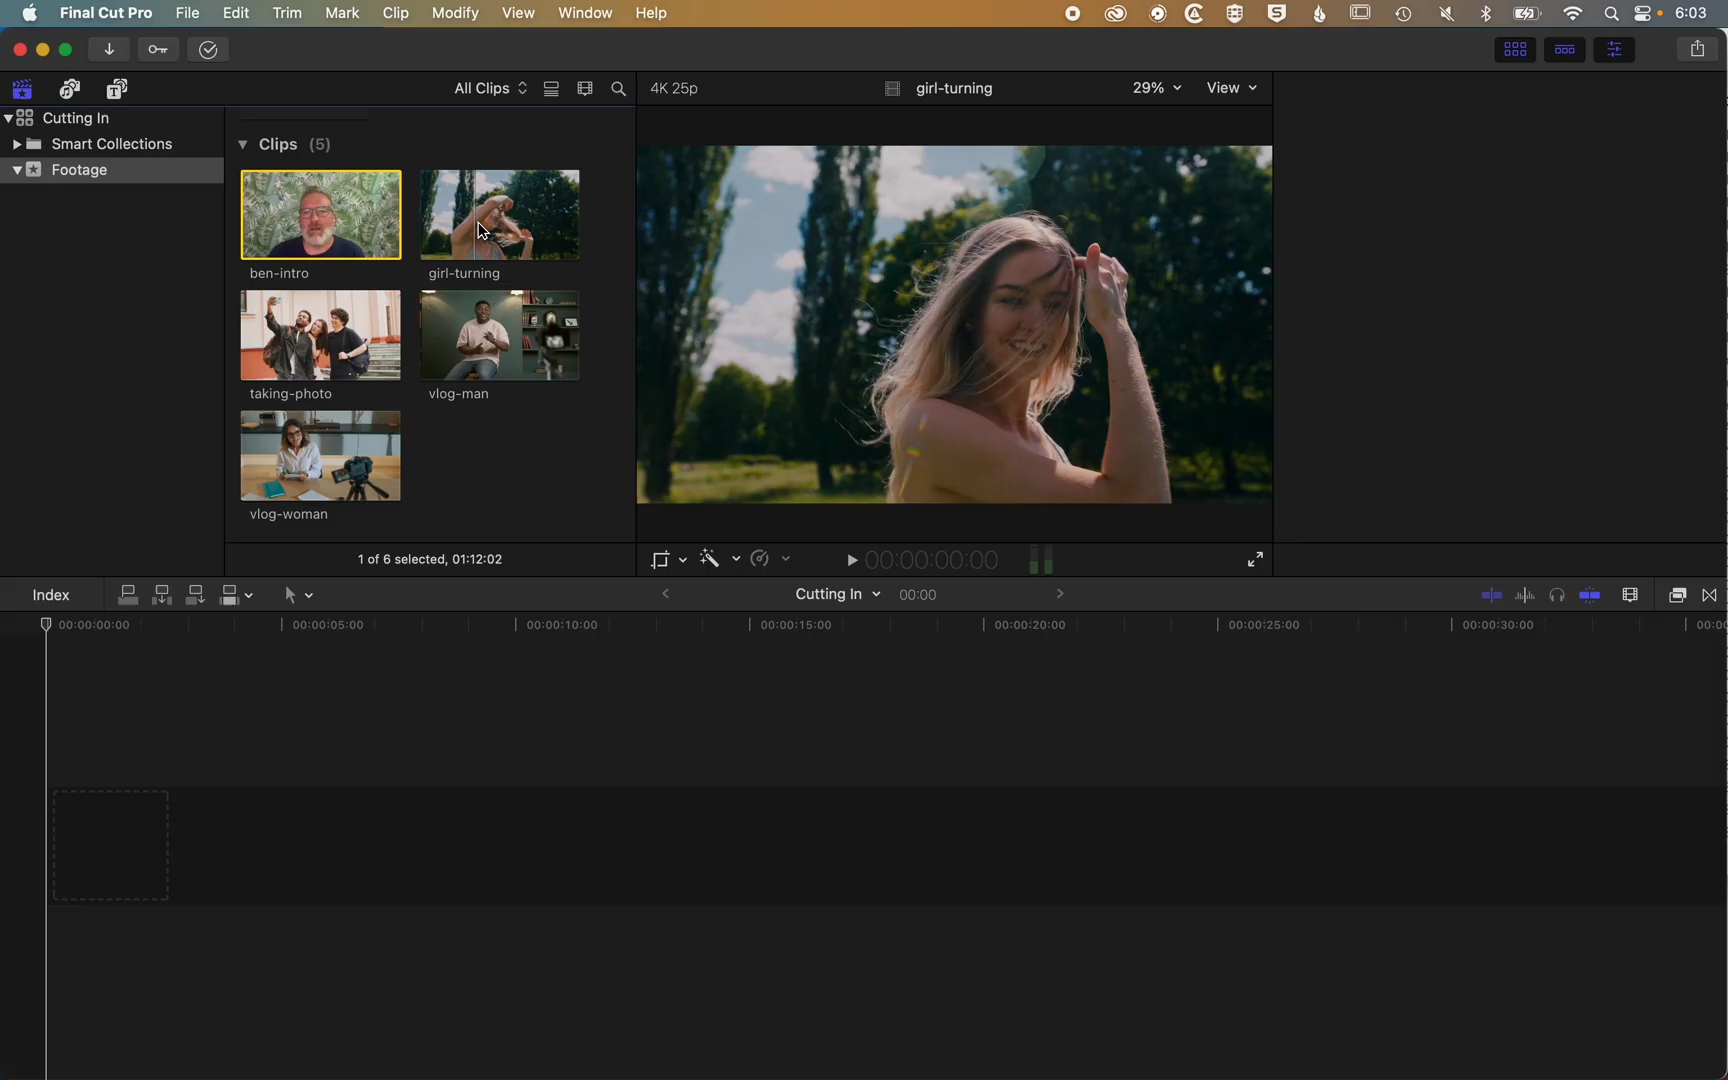 Final Cut Pro File Edit Trim Mark Clip Modify View Window Help 6:03
All Clips 4K 25p girl-turning 29% View
Cutting In
Smart Collections
Footage
Clips (5)
ben-intro girl-turning
taking-photo vlog-man
vlog-woman
1 of 6 selected, 01:12:02 00:00:00:00
Index Cutting In 00:00
00:00:00:00 00:00:05:00 00:00:10:00 00:00:15:00 00:00:20:00 00:00:25:00 00:00:30:00 00:00